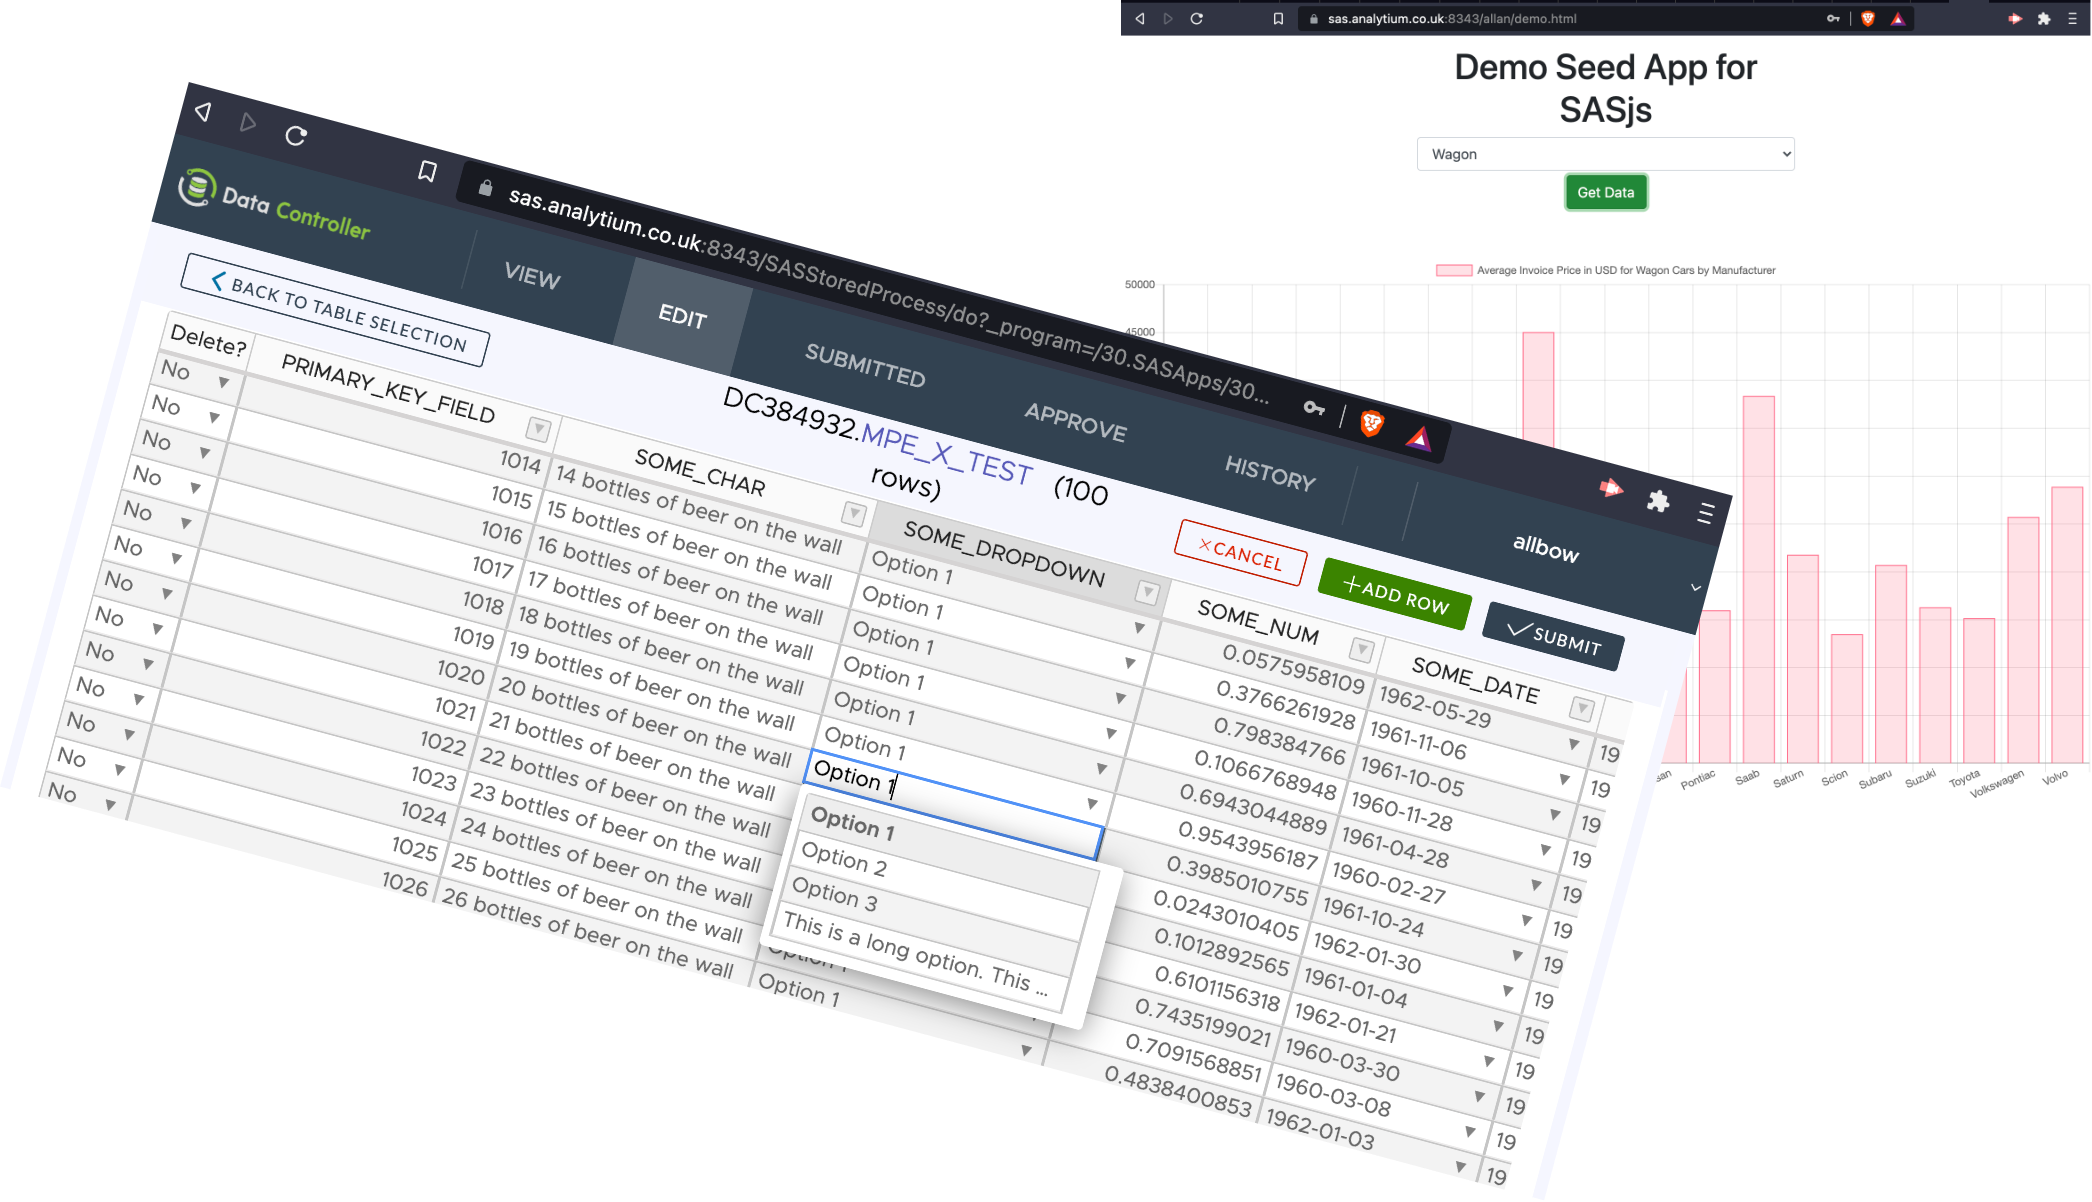 sas.analytium.co.uk:8343/allan/demo.html
Demo Seed App for
SASjs
Wagon
Get Data
Average Invoice Price in USD for Wagon Cars by Manufacturer
50000
45000
Pontiac
Saab
Saturn
Scion
Subaru
Suzuki
Toyota
Volkswagen
Volvo
sas.analytium.co.uk:8343/SASStoredProcess/do?_program=/30.SASApps/30...
Data Controller
VIEW
EDIT
SUBMITTED
APPROVE
HISTORY
allbow
BACK TO TABLE SELECTION
DC384932.MPE_X_TEST (100
rows)
CANCEL
ADD ROW
SUBMIT
Delete? PRIMARY_KEY_FIELD SOME_CHAR SOME_DROPDOWN SOME_NUM SOME_DATE
No 1014 14 bottles of beer on the wall Option 1 0.0575958109 1962-05-29 19
No 1015 15 bottles of beer on the wall Option 1 0.3766261928 1961-11-06 19
No 1016 16 bottles of beer on the wall Option 1 0.798384766 1961-10-05 19
No 1017 17 bottles of beer on the wall Option 1 0.1066768948 1960-11-28 19
No 1018 18 bottles of beer on the wall Option 1 0.6943044889 1961-04-28 19
No 1019 19 bottles of beer on the wall Option 1 0.9543956187 1960-02-27 19
No 1020 20 bottles of beer on the wall Option 1 0.3985010755 1961-10-24 19
No 1021 21 bottles of beer on the wall 0.0243010405 1962-01-30 19
No 1022 22 bottles of beer on the wall 0.1012892565 1961-01-04 19
No 1023 23 bottles of beer on the wall 0.6101156318 1962-01-21 19
No 1024 24 bottles of beer on the wall 0.7435199021 1960-03-30 19
No 1025 25 bottles of beer on the wall Option 1 0.7091568851 1960-03-08 19
No 1026 26 bottles of beer on the wall Option 1 0.4838400853 1962-01-03 19
Option 1
Option 2
Option 3
This is a long option. This ...